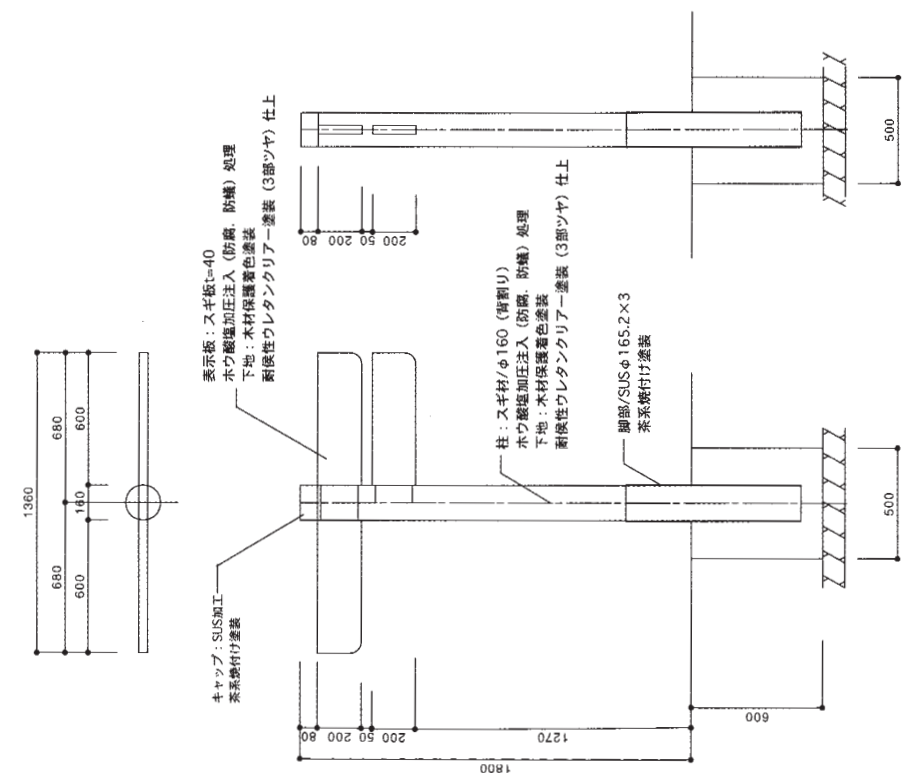 1360
680
680
600
160
600
表示板：スギ板t=40
ホウ酸塩加圧注入（防腐．防蟻）処理
下地：木材保護着色塗装
耐侯性ウレタンクリアー塗装（3部ツヤ）仕上
キャップ：SUS加工
茶系焼付け塗装
柱：スギ材/φ160（背割り）
ホウ酸塩加圧注入（防腐．防蟻）処理
下地：木材保護着色塗装
耐侯性ウレタンクリアー塗装（3部ツヤ）仕上
脚部/SUSφ165.2×3
茶系焼付け塗装
80
200
50
200
1270
1800
600
500
80
200
50
200
500